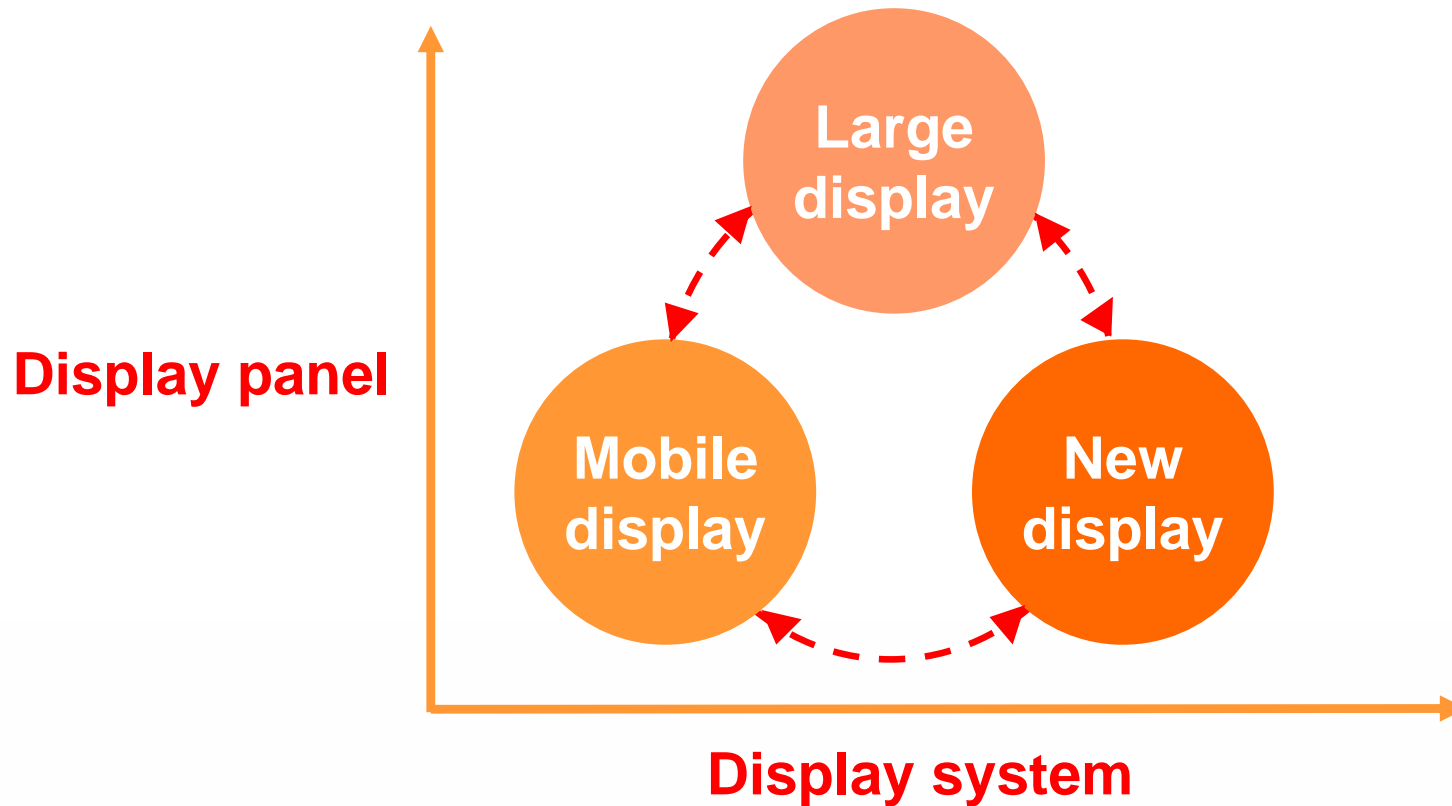 Large
display
Display panel
Mobile
display
New
display
Display system